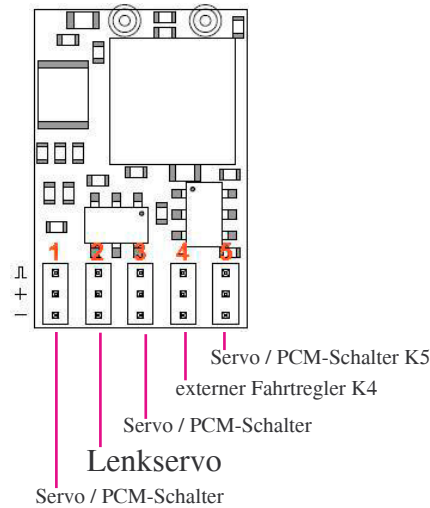 1 2 3 4 5
+
−
Servo / PCM-Schalter K5
externer Fahrtregler K4
Servo / PCM-Schalter
Lenkservo
Servo / PCM-Schalter